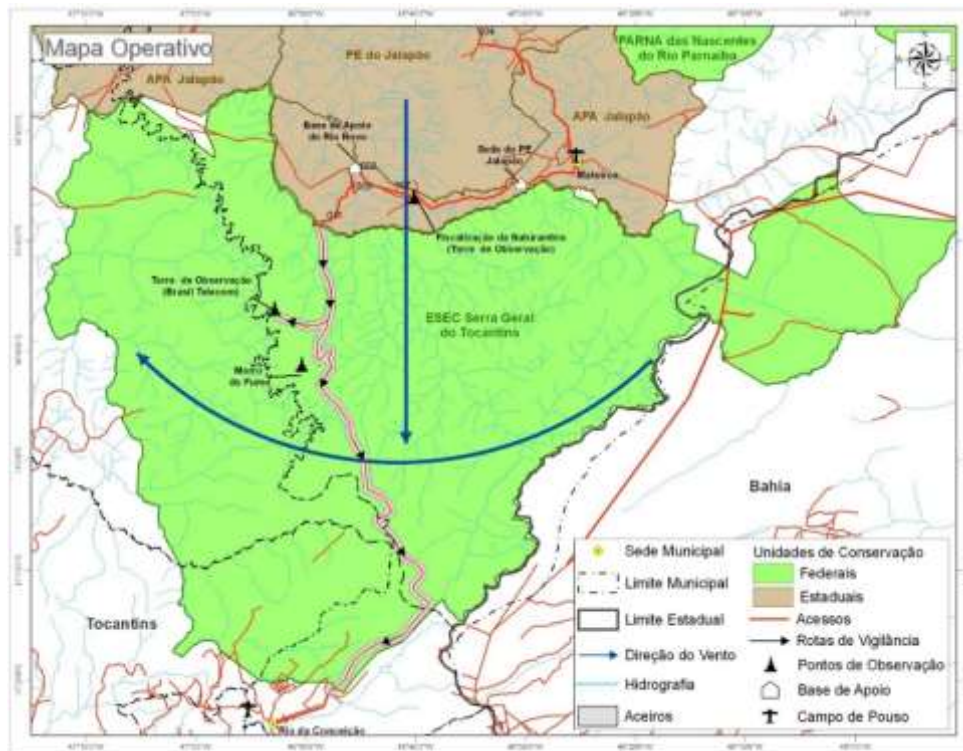 Mapa Operativo
PE do Jalapão
PARNA das Nascentes
do Rio Parnaíba
APA Jalapão
APA Jalapão
Base de Apoio
do Rio Novo
Sede do PE
Jalapão
Mateiros
Fiscalização da Naturantins
(Torre de Observação)
Torre de Observação
(Brasil Telecom)
ESEC Serra Geral
do Tocantins
Morro
do Fumo
Bahia
Tocantins
Rio da Conceição
Sede Municipal
Limite Municipal
Limite Estadual
Direção do Vento
Hidrografia
Aceiros
Unidades de Conservação
Federais
Estaduais
Acessos
Rotas de Vigilância
Pontos de Observação
Base de Apoio
Campo de Pouso